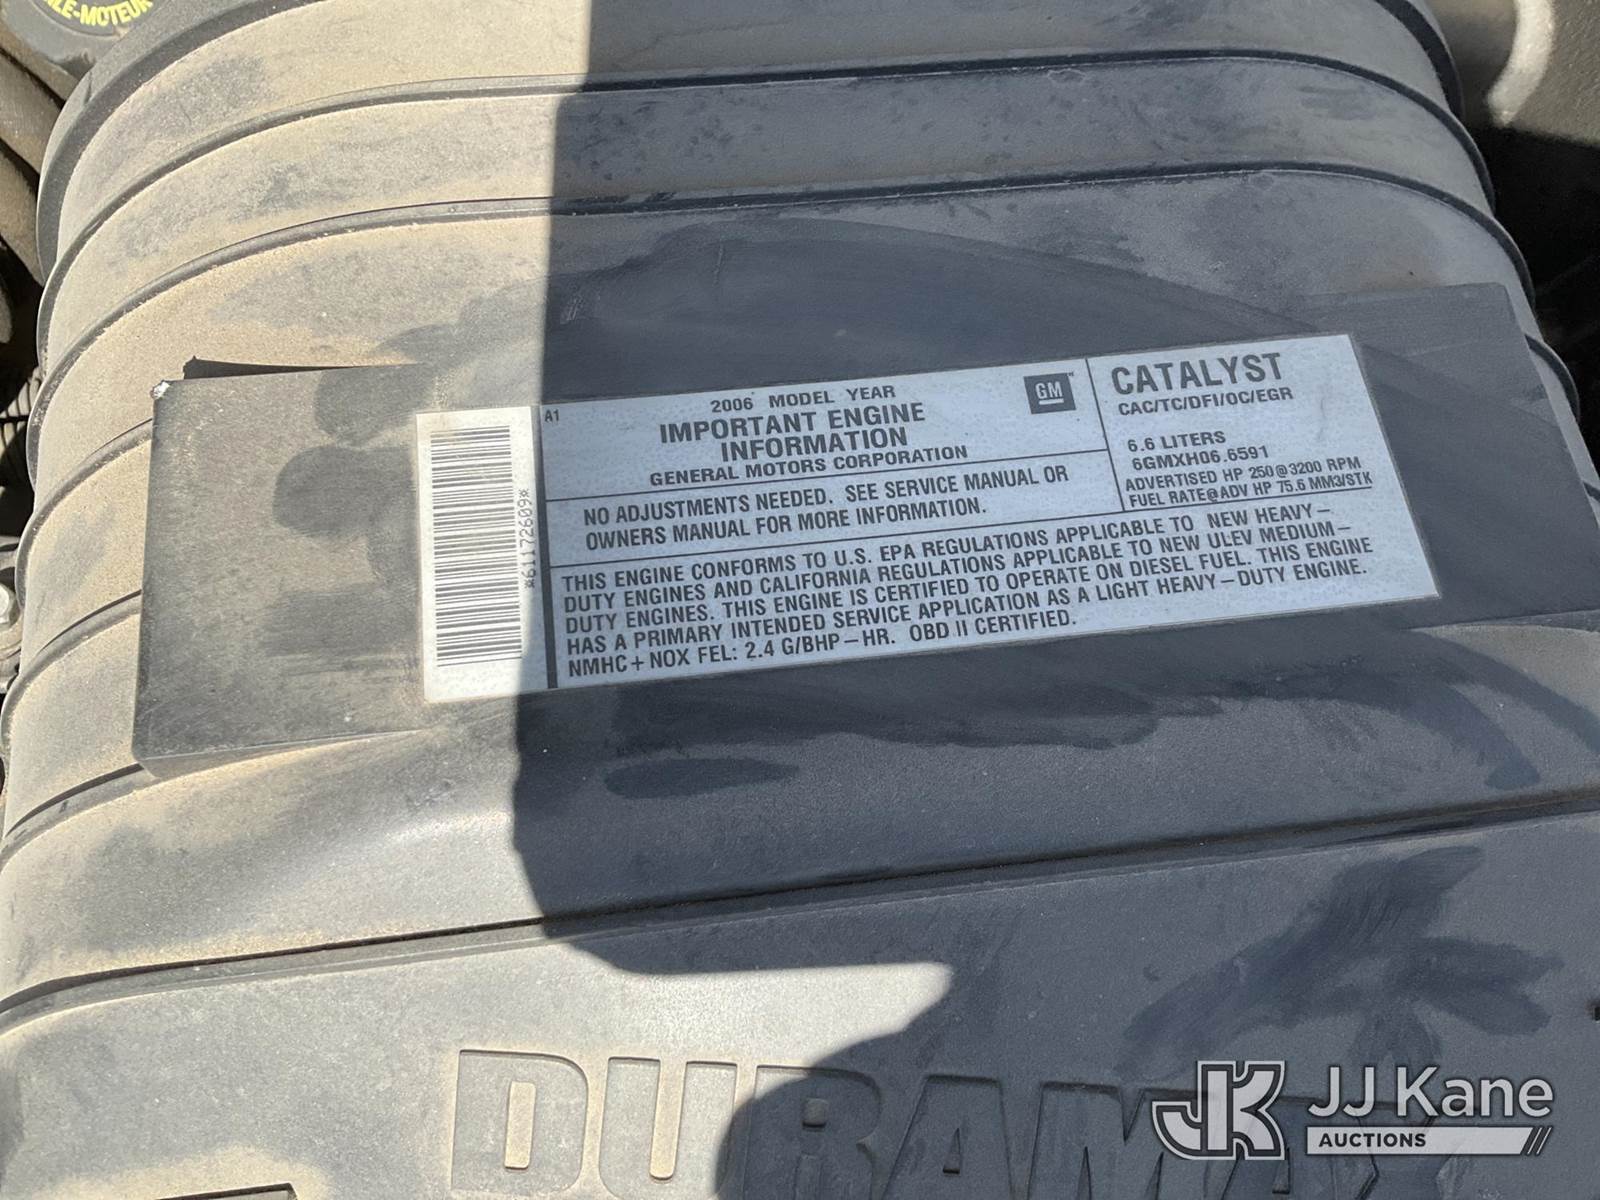 LE-MOTEUR
A1
2006 MODEL YEAR
IMPORTANT ENGINE
INFORMATION
GENERAL MOTORS CORPORATION
GM
CATALYST
CAC/TC/DFI/OC/EGR
6.6 LITERS
6GMXH06.6591
ADVERTISED HP 250@3200 RPM
FUEL RATE@ADV HP 75.6 MM3/STK
NO ADJUSTMENTS NEEDED. SEE SERVICE MANUAL OR
OWNERS MANUAL FOR MORE INFORMATION.
THIS ENGINE CONFORMS TO U.S. EPA REGULATIONS APPLICABLE TO NEW HEAVY-
DUTY ENGINES AND CALIFORNIA REGULATIONS APPLICABLE TO NEW ULEV MEDIUM-
DUTY ENGINES. THIS ENGINE IS CERTIFIED TO OPERATE ON DIESEL FUEL. THIS ENGINE
HAS A PRIMARY INTENDED SERVICE APPLICATION AS A LIGHT HEAVY-DUTY ENGINE.
NMHC+NOX FEL: 2.4 G/BHP-HR. OBD II CERTIFIED.
*61172609*
DURAMAX
JK JJ Kane
AUCTIONS